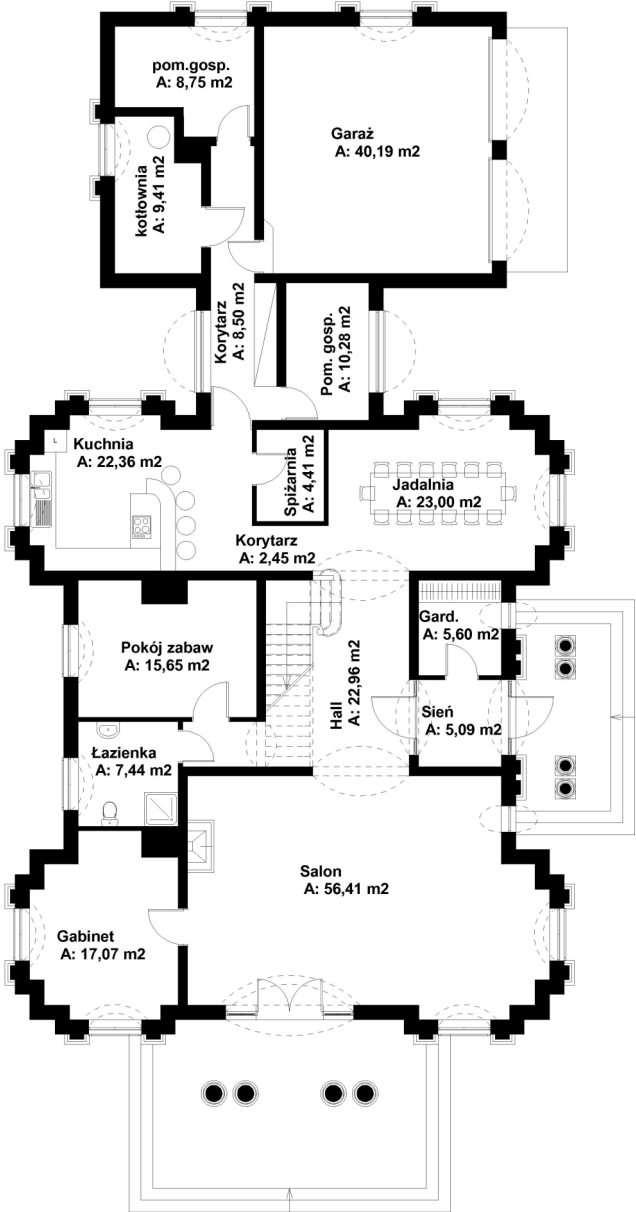 pom.gosp.
A: 8,75 m2
Garaż
A: 40,19 m2
kotłownia
A: 9,41 m2
Korytarz
A: 8,50 m2
Pom. gosp.
A: 10,28 m2
Kuchnia
A: 22,36 m2
L
Spiżarnia
A: 4,41 m2
Jadalnia
A: 23,00 m2
Korytarz
A: 2,45 m2
Pokój zabaw
A: 15,65 m2
Gard.
A: 5,60 m2
Hall
A: 22,96 m2
Sień
A: 5,09 m2
Łazienka
A: 7,44 m2
Salon
A: 56,41 m2
Gabinet
A: 17,07 m2